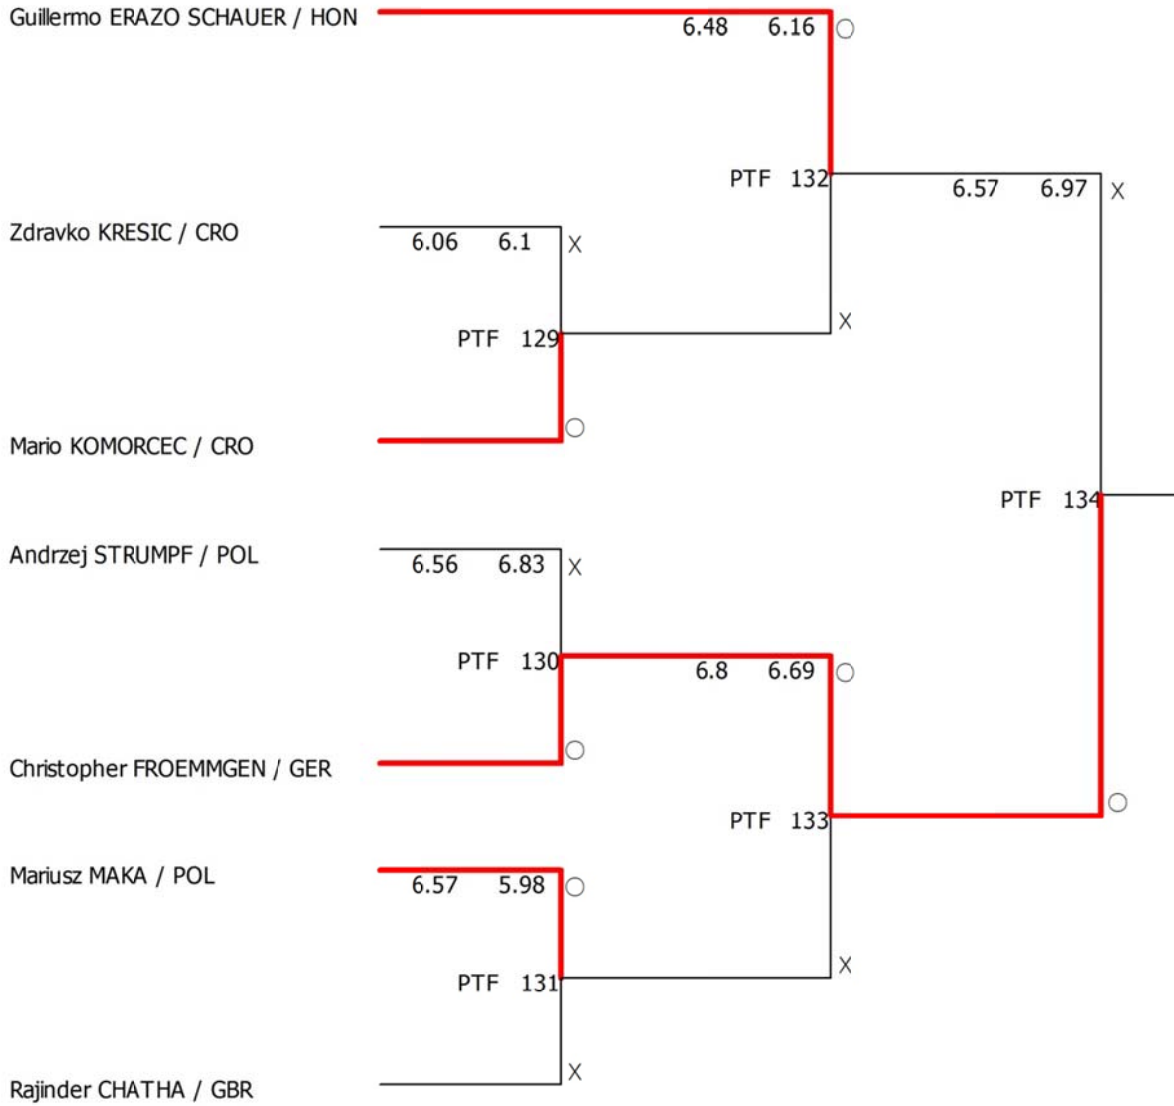 Guillermo ERAZO SCHAUER / HON
6.48 6.16 O
PTF 132
6.57 6.97 X
Zdravko KRESIC / CRO
6.06 6.1 X
X
PTF 129
O
Mario KOMORCEC / CRO
PTF 134
Andrzej STRUMPF / POL
6.56 6.83 X
PTF 130
6.8 6.69 O
O
Christopher FROEMMGEN / GER
O
PTF 133
Mariusz MAKA / POL
6.57 5.98 O
X
PTF 131
X
Rajinder CHATHA / GBR